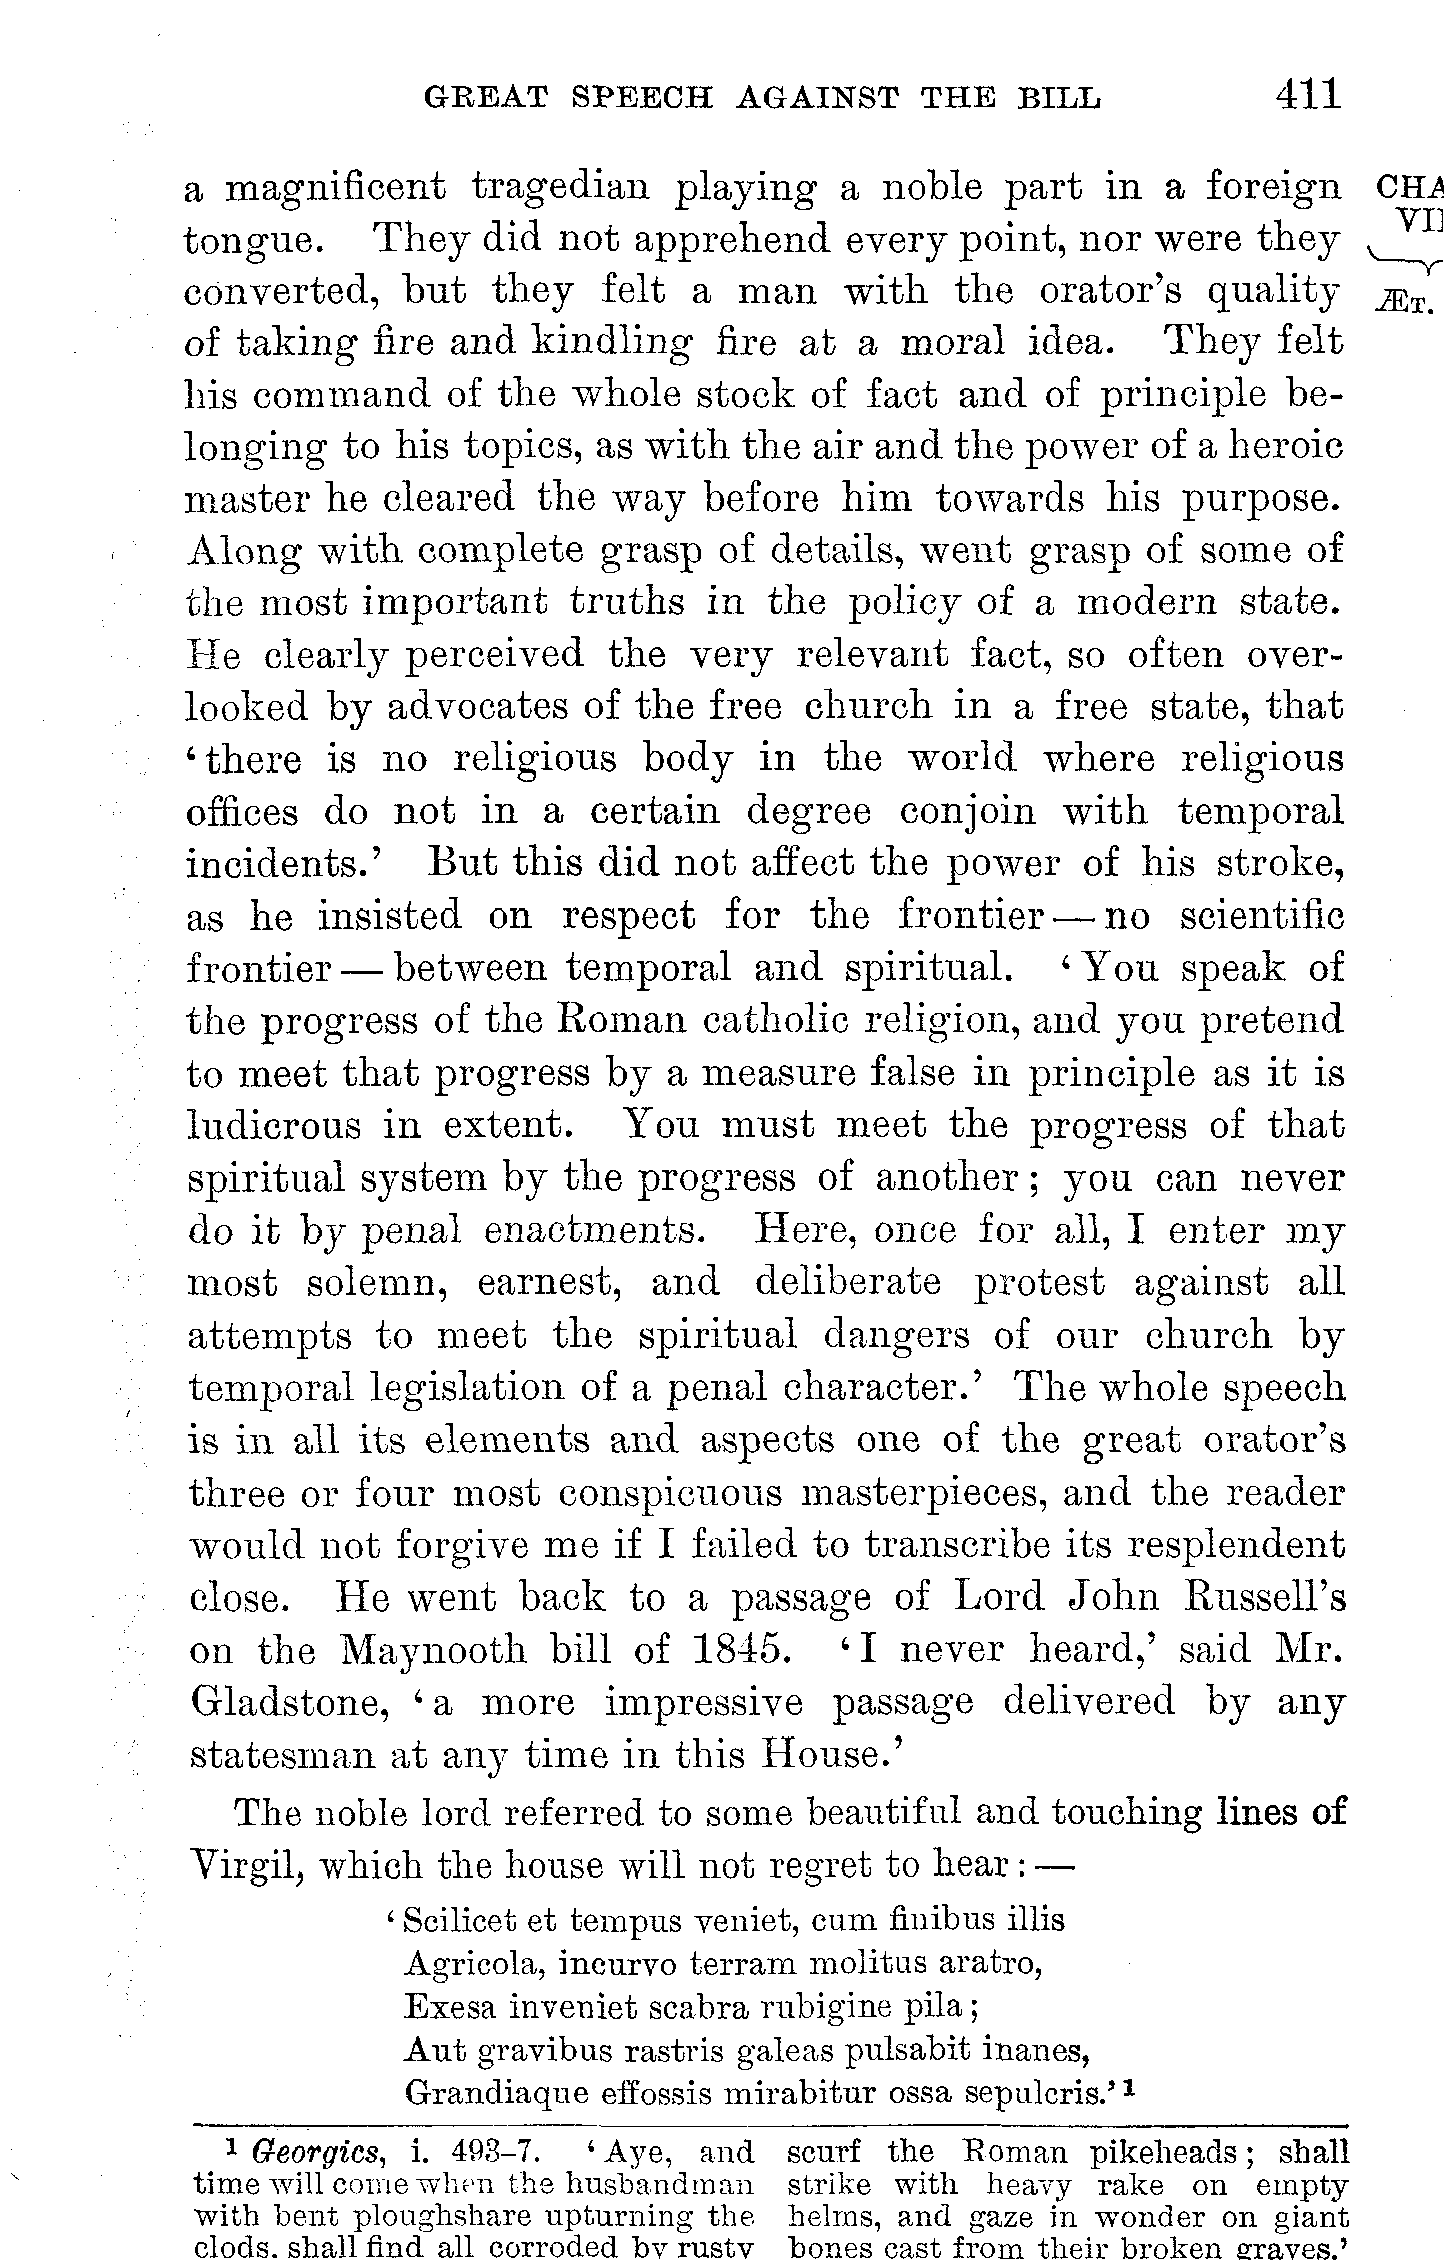 GREAT SPEECH AGAINST THE BILL 411
a magnificent tragedian playing a noble part in a foreign
tongue. They did not apprehend every point, nor were they
converted, but they felt a man with the orator's quality
of taking fire and kindling fire at a moral idea. They felt
his command of the whole stock of fact and of principle be-
longing to his topics, as with the air and the power of a heroic
master he cleared the way before him towards his purpose.
Along with complete grasp of details, went grasp of some of
the most important truths in the policy of a modern state.
He clearly perceived the very relevant fact, so often over-
looked by advocates of the free church in a free state, that
‘there is no religious body in the world where religious
offices do not in a certain degree conjoin with temporal
incidents.’ But this did not affect the power of his stroke,
as he insisted on respect for the frontier — no scientific
frontier — between temporal and spiritual. ‘You speak of
the progress of the Roman catholic religion, and you pretend
to meet that progress by a measure false in principle as it is
ludicrous in extent. You must meet the progress of that
spiritual system by the progress of another; you can never
do it by penal enactments. Here, once for all, I enter my
most solemn, earnest, and deliberate protest against all
attempts to meet the spiritual dangers of our church by
temporal legislation of a penal character.’ The whole speech
is in all its elements and aspects one of the great orator's
three or four most conspicuous masterpieces, and the reader
would not forgive me if I failed to transcribe its resplendent
close. He went back to a passage of Lord John Russell's
on the Maynooth bill of 1845. ‘I never heard,’ said Mr.
Gladstone, ‘a more impressive passage delivered by any
statesman at any time in this House.’
The noble lord referred to some beautiful and touching lines of
Virgil, which the house will not regret to hear: —
‘Scilicet et tempus veniet, cum finibus illis
Agricola, incurvo terram molitus aratro,
Exesa inveniet scabra rubigine pila;
Aut gravibus rastris galeas pulsabit inanes,
Grandiaque effossis mirabitur ossa sepulcris.’ 1
1 Georgics, i. 493-7. ‘Aye, and
time will come when the husbandman
with bent ploughshare upturning the
clods, shall find all corroded by rusty
scurf the Roman pikeheads; shall
strike with heavy rake on empty
helms, and gaze in wonder on giant
bones cast from their broken graves.’
CHA
VII
ÆT.